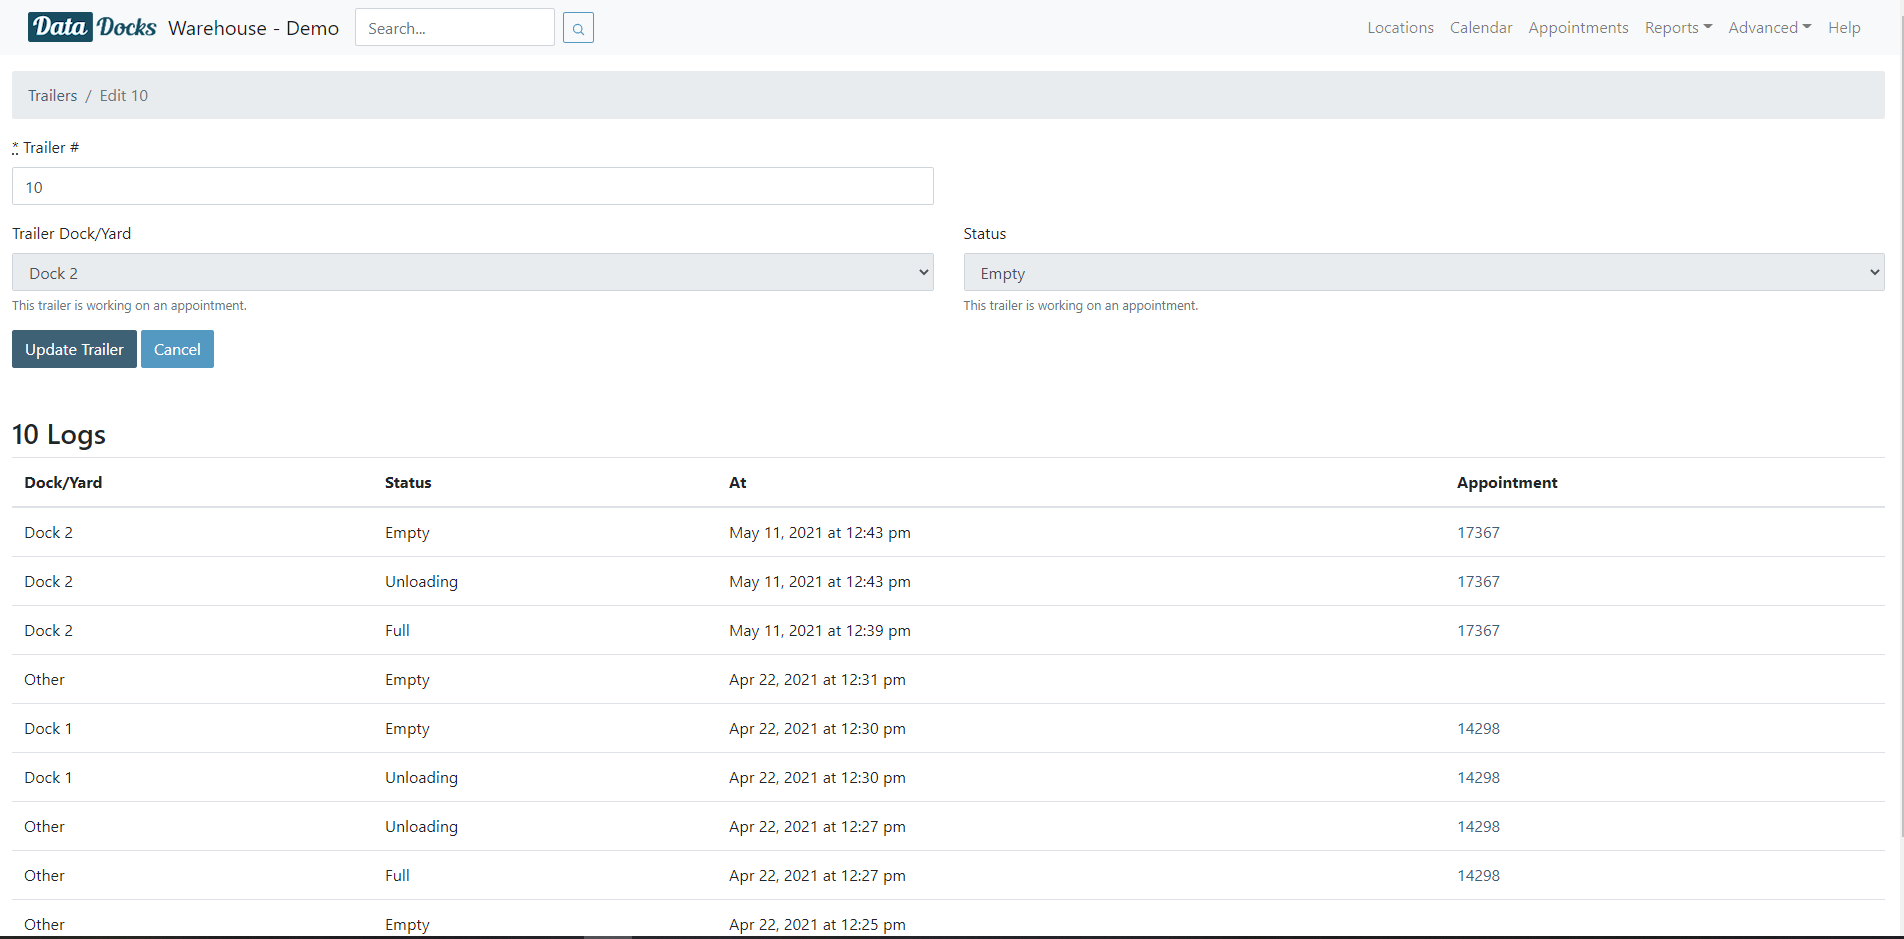 Data Docks Warehouse - Demo Search... Locations Calendar Appointments Reports Advanced Help
Trailers / Edit 10
* Trailer #
10
Trailer Dock/Yard Status
Dock 2 Empty
This trailer is working on an appointment. This trailer is working on an appointment.
Update Trailer Cancel
10 Logs
Dock/Yard Status At Appointment
Dock 2 Empty May 11, 2021 at 12:43 pm 17367
Dock 2 Unloading May 11, 2021 at 12:43 pm 17367
Dock 2 Full May 11, 2021 at 12:39 pm 17367
Other Empty Apr 22, 2021 at 12:31 pm
Dock 1 Empty Apr 22, 2021 at 12:30 pm 14298
Dock 1 Unloading Apr 22, 2021 at 12:30 pm 14298
Other Unloading Apr 22, 2021 at 12:27 pm 14298
Other Full Apr 22, 2021 at 12:27 pm 14298
Other Empty Apr 22, 2021 at 12:25 pm